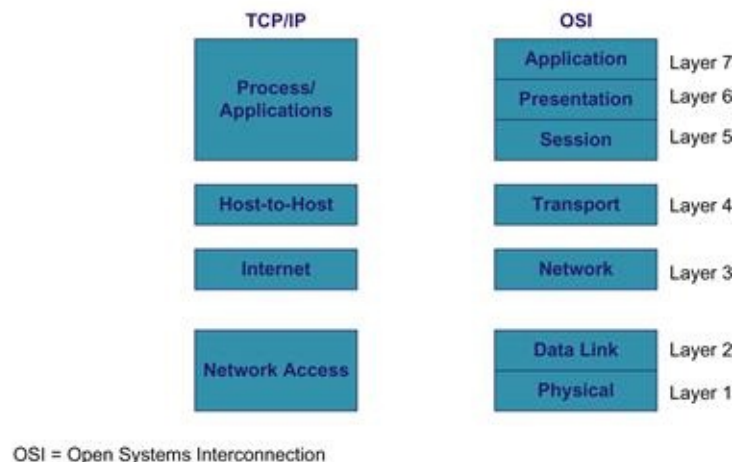 TCP/IP
OSI
Process/
Applications
Application
Layer 7
Presentation
Layer 6
Session
Layer 5
Host-to-Host
Transport
Layer 4
Internet
Network
Layer 3
Network Access
Data Link
Layer 2
Physical
Layer 1
OSI = Open Systems Interconnection